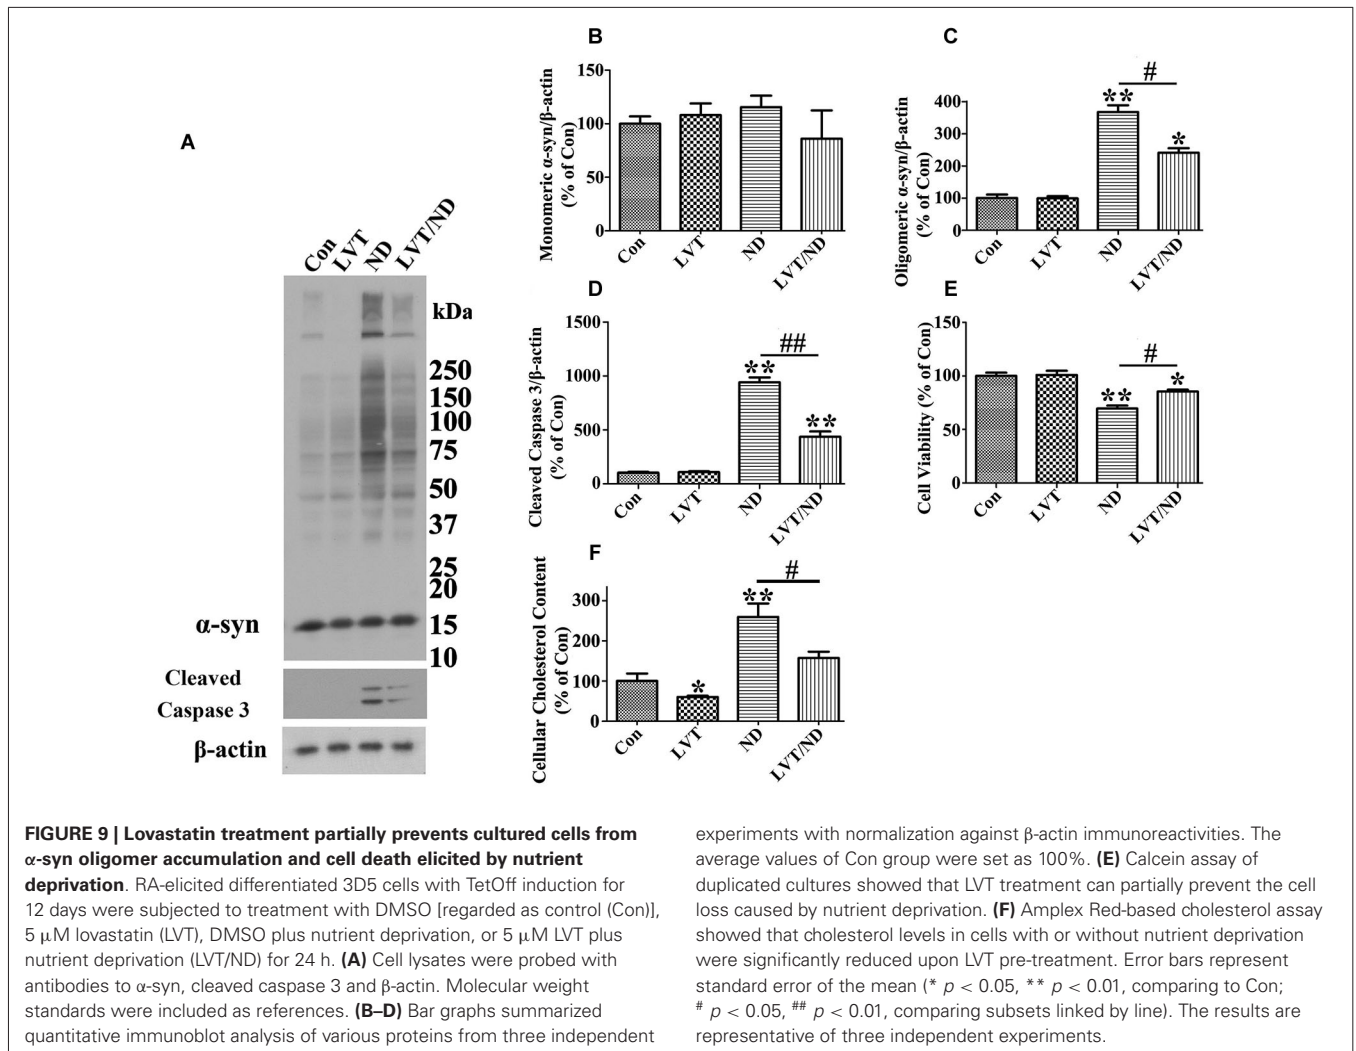 A
Con
LVT
ND
LVT/ND
kDa
250
150
100
75
50
37
25
20
15
10
α-syn
Cleaved
Caspase 3
β-actin
B
Monomeric α-syn/β-actin
(% of Con)
150
100
50
0
Con
LVT
ND
LVT/ND
C
Oligomeric α-syn/β-actin
(% of Con)
400
300
200
100
0
**
#
*
Con
LVT
ND
LVT/ND
D
Cleaved Caspase 3/β-actin
(% of Con)
1500
1000
500
0
**
##
**
Con
LVT
ND
LVT/ND
E
Cell Viability (% of Con)
150
100
50
0
**
#
*
Con
LVT
ND
LVT/ND
F
Cellular Cholesterol Content
(% of Con)
300
200
100
0
*
**
#
Con
LVT
ND
LVT/ND
FIGURE 9 | Lovastatin treatment partially prevents cultured cells from
α-syn oligomer accumulation and cell death elicited by nutrient
deprivation. RA-elicited differentiated 3D5 cells with TetOff induction for
12 days were subjected to treatment with DMSO [regarded as control (Con)],
5 μM lovastatin (LVT), DMSO plus nutrient deprivation, or 5 μM LVT plus
nutrient deprivation (LVT/ND) for 24 h. (A) Cell lysates were probed with
antibodies to α-syn, cleaved caspase 3 and β-actin. Molecular weight
standards were included as references. (B–D) Bar graphs summarized
quantitative immunoblot analysis of various proteins from three independent
experiments with normalization against β-actin immunoreactivities. The
average values of Con group were set as 100%. (E) Calcein assay of
duplicated cultures showed that LVT treatment can partially prevent the cell
loss caused by nutrient deprivation. (F) Amplex Red-based cholesterol assay
showed that cholesterol levels in cells with or without nutrient deprivation
were significantly reduced upon LVT pre-treatment. Error bars represent
standard error of the mean (* p < 0.05, ** p < 0.01, comparing to Con;
# p < 0.05, ## p < 0.01, comparing subsets linked by line). The results are
representative of three independent experiments.